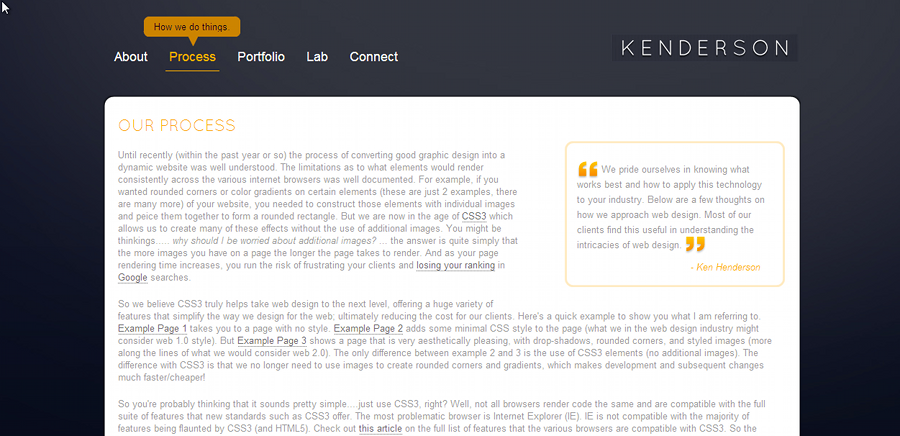 How we do things.
About Process Portfolio Lab Connect
KENDERSON
OUR PROCESS
Until recently (within the past year or so) the process of converting good graphic design into a
dynamic website was well understood. The limitations as to what elements would render
consistently across the various internet browsers was well documented. For example, if you
wanted rounded corners or color gradients on certain elements (these are just 2 examples, there
are many more) of your website, you needed to construct those elements with individual images
and peice them together to form a rounded rectangle. But we are now in the age of CSS3 which
allows us to create many of these effects without the use of additional images. You might be
thinkings..... why should I be worried about additional images? ... the answer is quite simply that
the more images you have on a page the longer the page takes to render. And as your page
rendering time increases, you run the risk of frustrating your clients and losing your ranking in
Google searches.
“ We pride ourselves in knowing what
works best and how to apply this technology
to your industry. Below are a few thoughts on
how we approach web design. Most of our
clients find this useful in understanding the
intricacies of web design. ”
- Ken Henderson
So we believe CSS3 truly helps take web design to the next level, offering a huge variety of
features that simplify the way we design for the web; ultimately reducing the cost for our clients. Here's a quick example to show you what I am referring to.
Example Page 1 takes you to a page with no style. Example Page 2 adds some minimal CSS style to the page (what we in the web design industry might
consider web 1.0 style). But Example Page 3 shows a page that is very aesthetically pleasing, with drop-shadows, rounded corners, and styled images (more
along the lines of what we would consider web 2.0). The only difference between example 2 and 3 is the use of CSS3 elements (no additional images). The
difference with CSS3 is that we no longer need to use images to create rounded corners and gradients, which makes development and subsequent changes
much faster/cheaper!
So you're probably thinking that it sounds pretty simple....just use CSS3, right? Well, not all browsers render code the same and are compatible with the full
suite of features that new standards such as CSS3 offer. The most problematic browser is Internet Explorer (IE). IE is not compatible with the majority of
features being flaunted by CSS3 (and HTML5). Check out this article on the full list of features that the various browsers are compatible with CSS3. So the